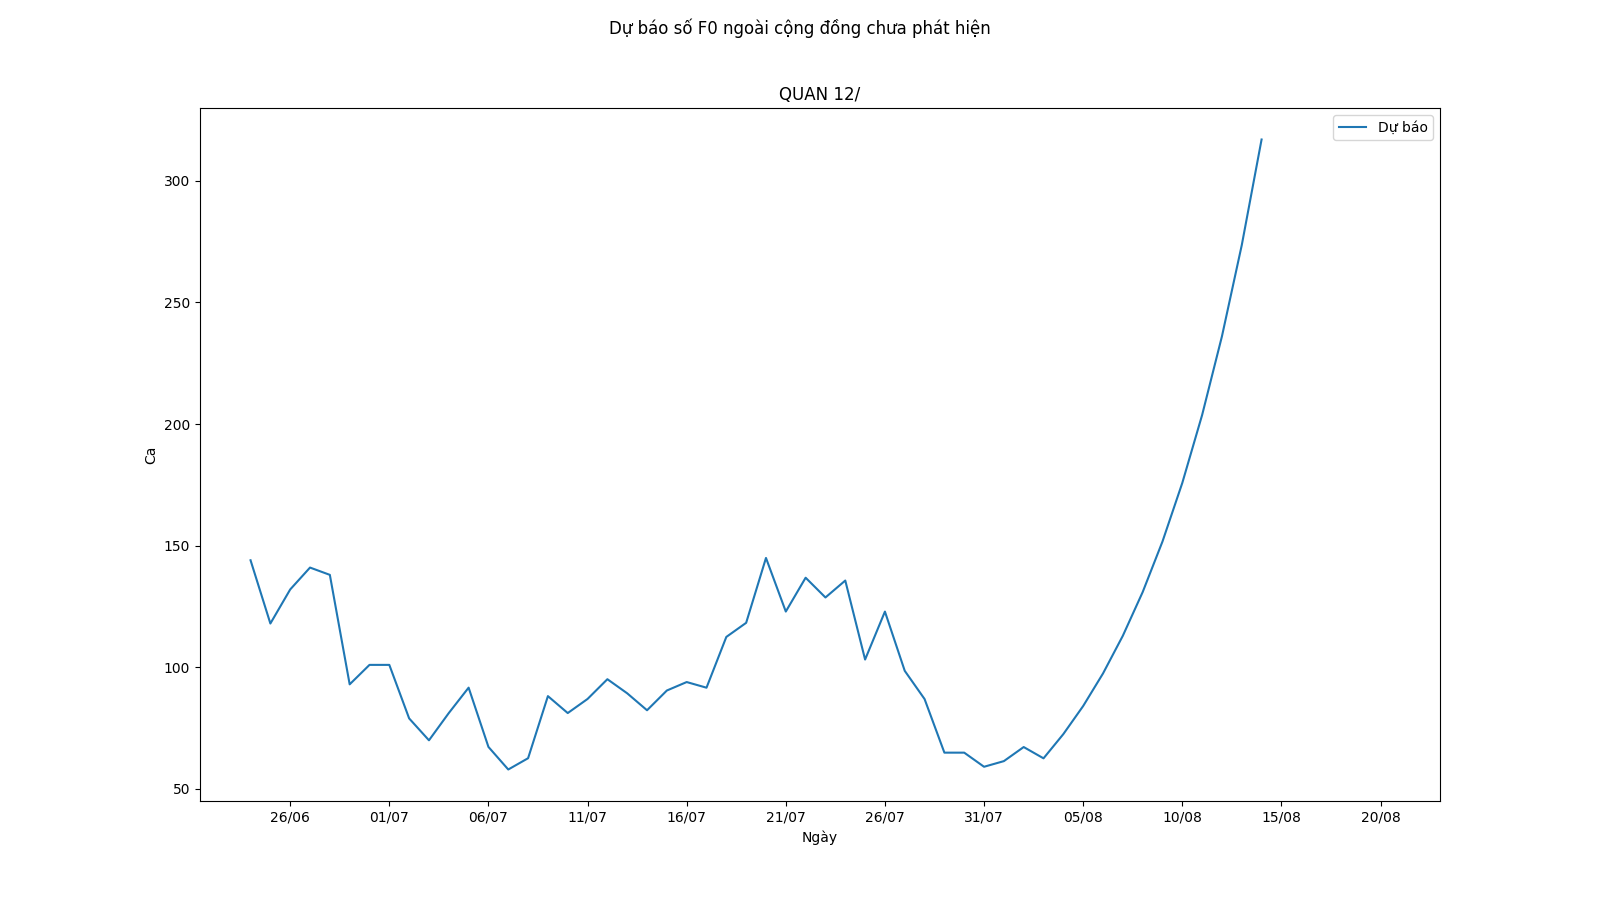 Dự báo số F0 ngoài cộng đồng chưa phát hiện
QUAN 12/
Dự báo
300
250
200
150
100
50
Ca
26/06 01/07 06/07 11/07 16/07 21/07 26/07 31/07 05/08 10/08 15/08 20/08
Ngày